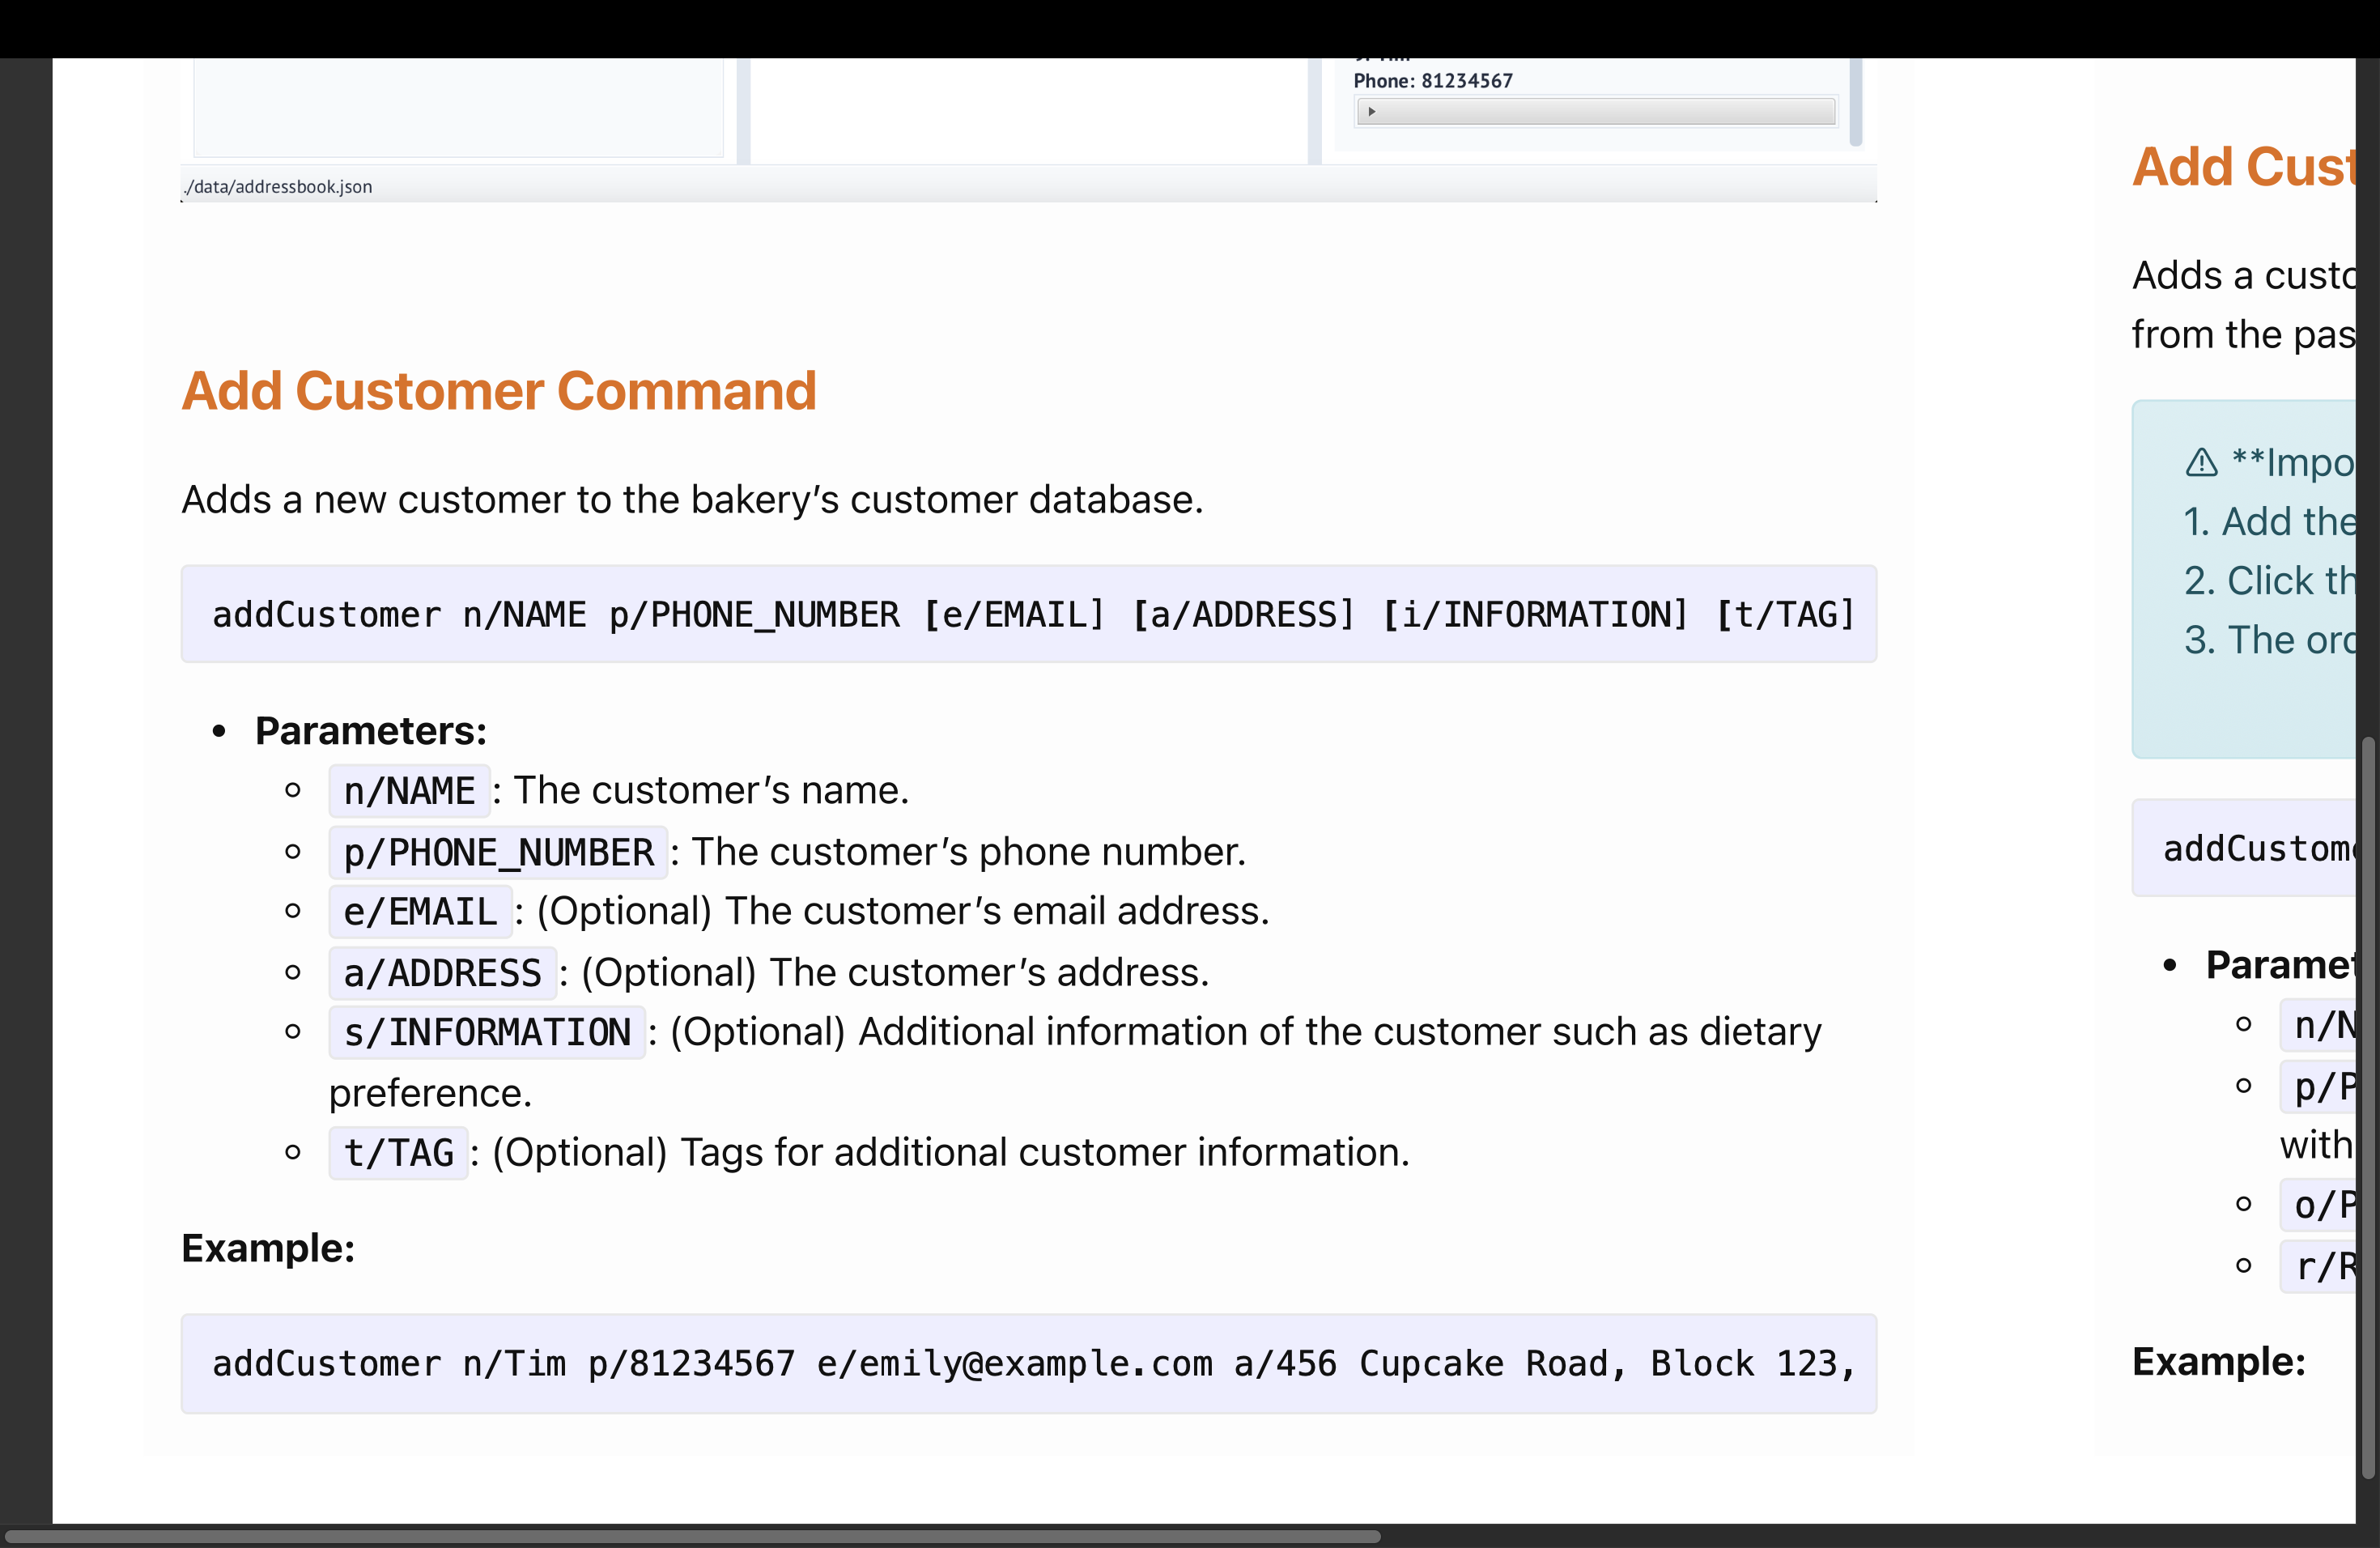 Phone: 81234567
./data/addressbook.json
Add Customer Command
Adds a new customer to the bakery’s customer database.
addCustomer n/NAME p/PHONE_NUMBER [e/EMAIL] [a/ADDRESS] [i/INFORMATION] [t/TAG]
Parameters:
n/NAME : The customer’s name.
p/PHONE_NUMBER : The customer’s phone number.
e/EMAIL : (Optional) The customer’s email address.
a/ADDRESS : (Optional) The customer’s address.
s/INFORMATION : (Optional) Additional information of the customer such as dietary
preference.
t/TAG : (Optional) Tags for additional customer information.
Example:
addCustomer n/Tim p/81234567 e/emily@example.com a/456 Cupcake Road, Block 123,
Add Cust
Adds a custo
from the pas
**Impo
1. Add the
2. Click th
3. The ord
addCustome
Paramet
n/N
p/P
with
o/P
r/R
Example: